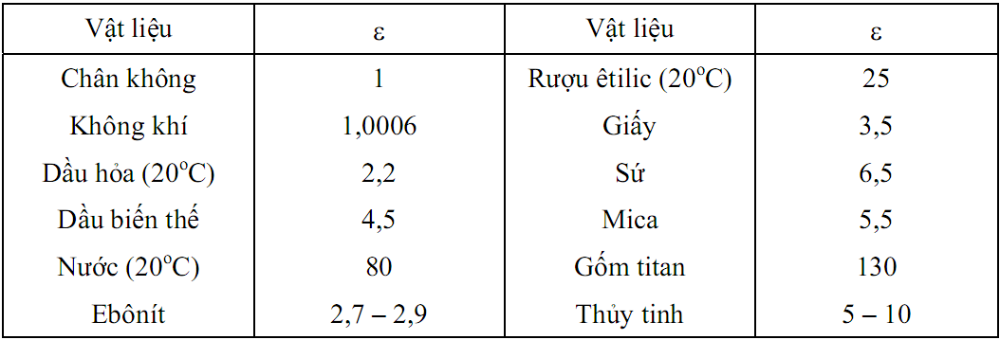 Vật liệu ε Vật liệu ε
Chân không 1 Rượu êtilic (20°C) 25
Không khí 1,0006 Giấy 3,5
Dầu hỏa (20°C) 2,2 Sứ 6,5
Dầu biến thế 4,5 Mica 5,5
Nước (20°C) 80 Gốm titan 130
Ebônít 2,7 – 2,9 Thủy tinh 5 – 10